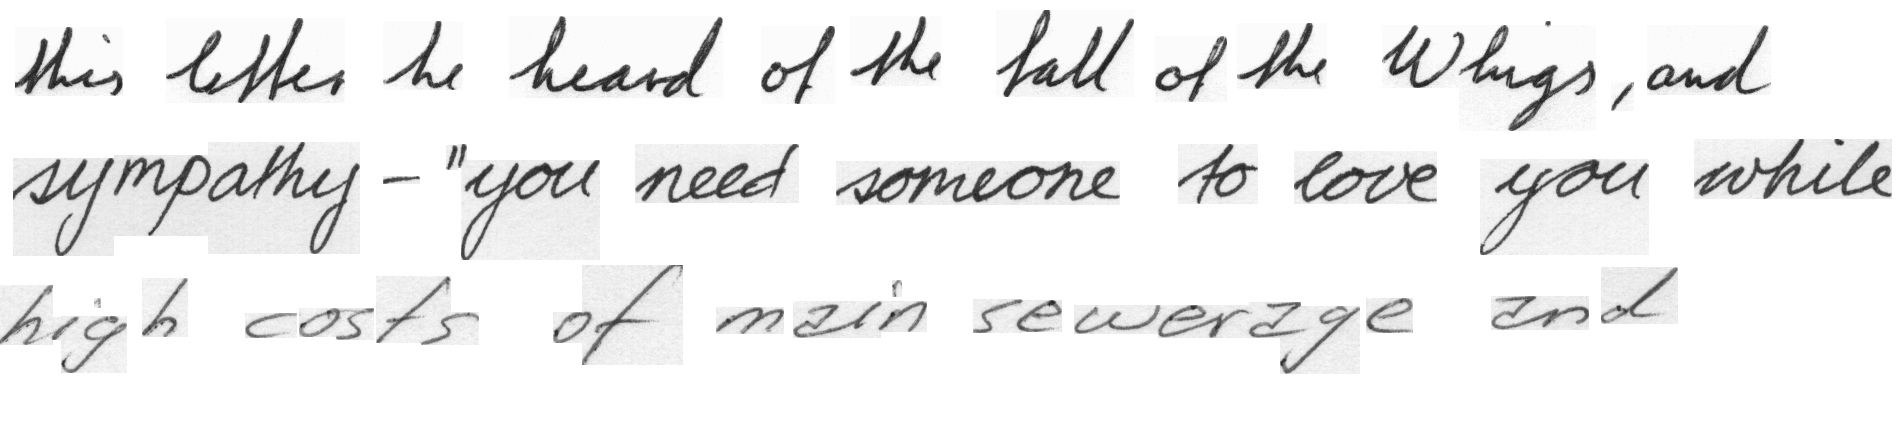 this letter he heard of the fall of the Whigs, and
sympathy - "you need someone to love you while
high costs of main sewerage and